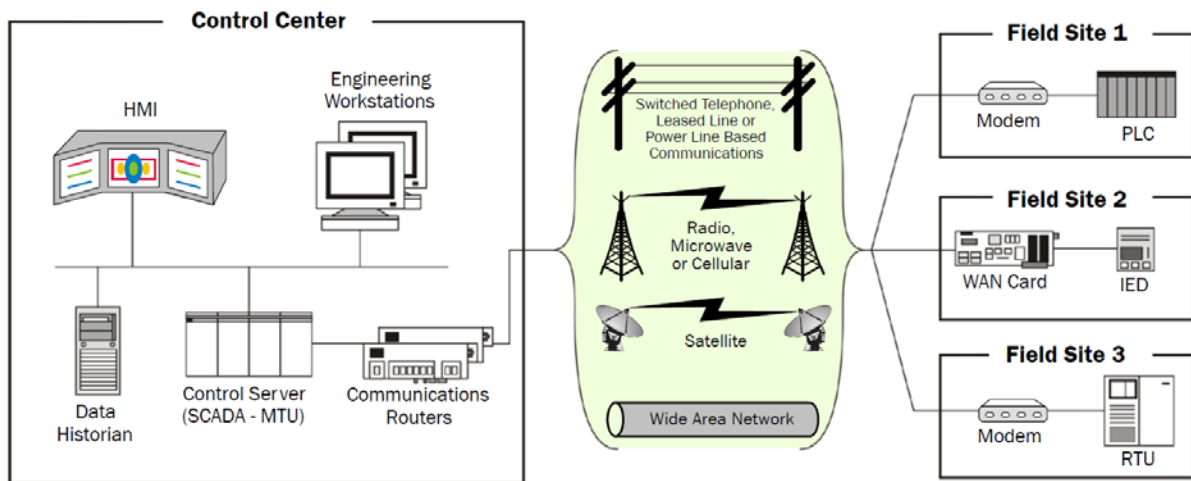 Control Center
HMI
Engineering
Workstations
Data
Historian
Control Server
(SCADA - MTU)
Communications
Routers
Switched Telephone,
Leased Line or
Power Line Based
Communications
Radio,
Microwave
or Cellular
Satellite
Wide Area Network
Field Site 1
Modem
PLC
Field Site 2
WAN Card
IED
Field Site 3
Modem
RTU